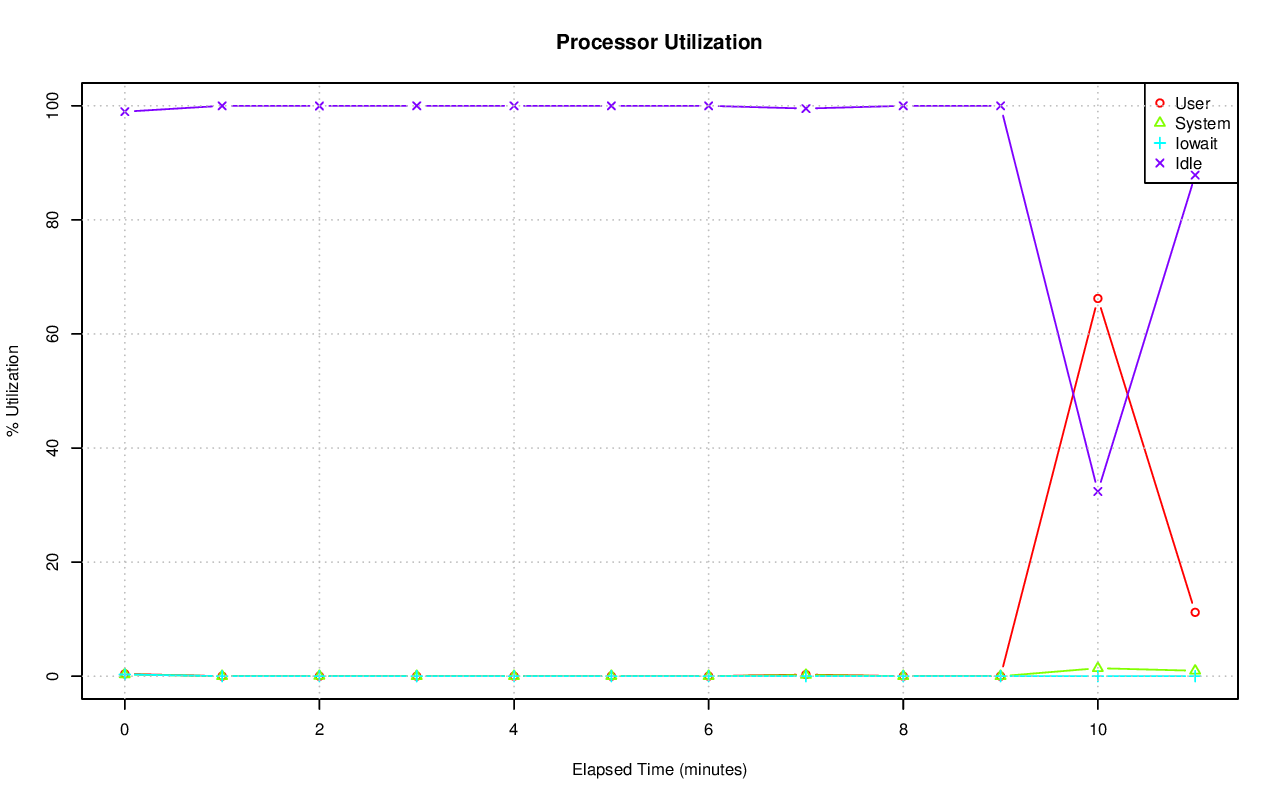 Processor Utilization
% Utilization
100
80
60
40
20
0
User
System
Iowait
Idle
0 2 4 6 8 10
Elapsed Time (minutes)